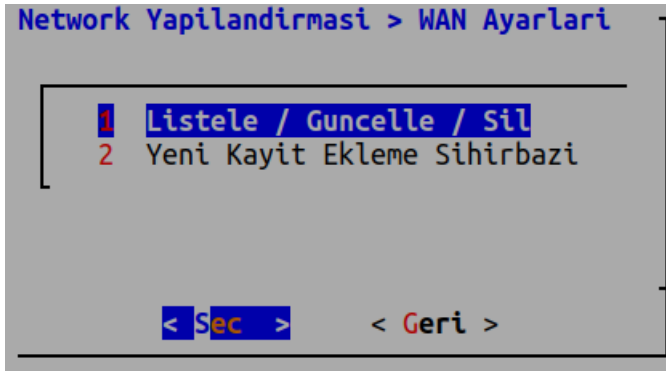 Network Yapilandirmasi > WAN Ayarlari
1 Listele / Guncelle / Sil
2 Yeni Kayit Ekleme Sihirbazi
< Sec > < Geri >